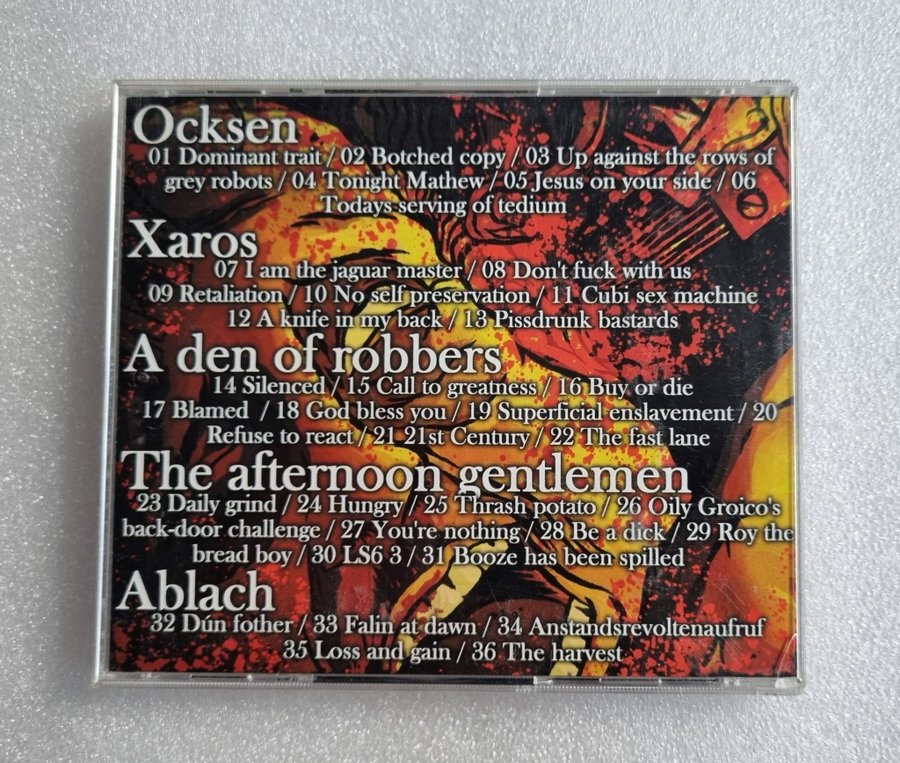 Ocksen
01 Dominant trait / 02 Botched copy / 03 Up against the rows of
grey robots / 04 Tonight Mathew / 05 Jesus on your side / 06
Todays serving of tedium
Xaros
07 I am the jaguar master / 08 Don't fuck with us
09 Retaliation / 10 No self preservation / 11 Cubi sex machine
12 A knife in my back / 13 Pissdrunk bastards
A den of robbers
14 Silenced / 15 Call to greatness / 16 Buy or die
17 Blamed / 18 God bless you / 19 Superficial enslavement / 20
Refuse to react / 21 21st Century / 22 The fast lane
The afternoon gentlemen
23 Daily grind / 24 Hungry / 25 Thrash potato / 26 Oily Groico's
back-door challenge / 27 You're nothing / 28 Be a dick / 29 Roy the
bread boy / 30 LS6 3 / 31 Booze has been spilled
Ablach
32 Dún fother / 33 Falin at dawn / 34 Anstandsrevoltenaufruf
35 Loss and gain / 36 The harvest